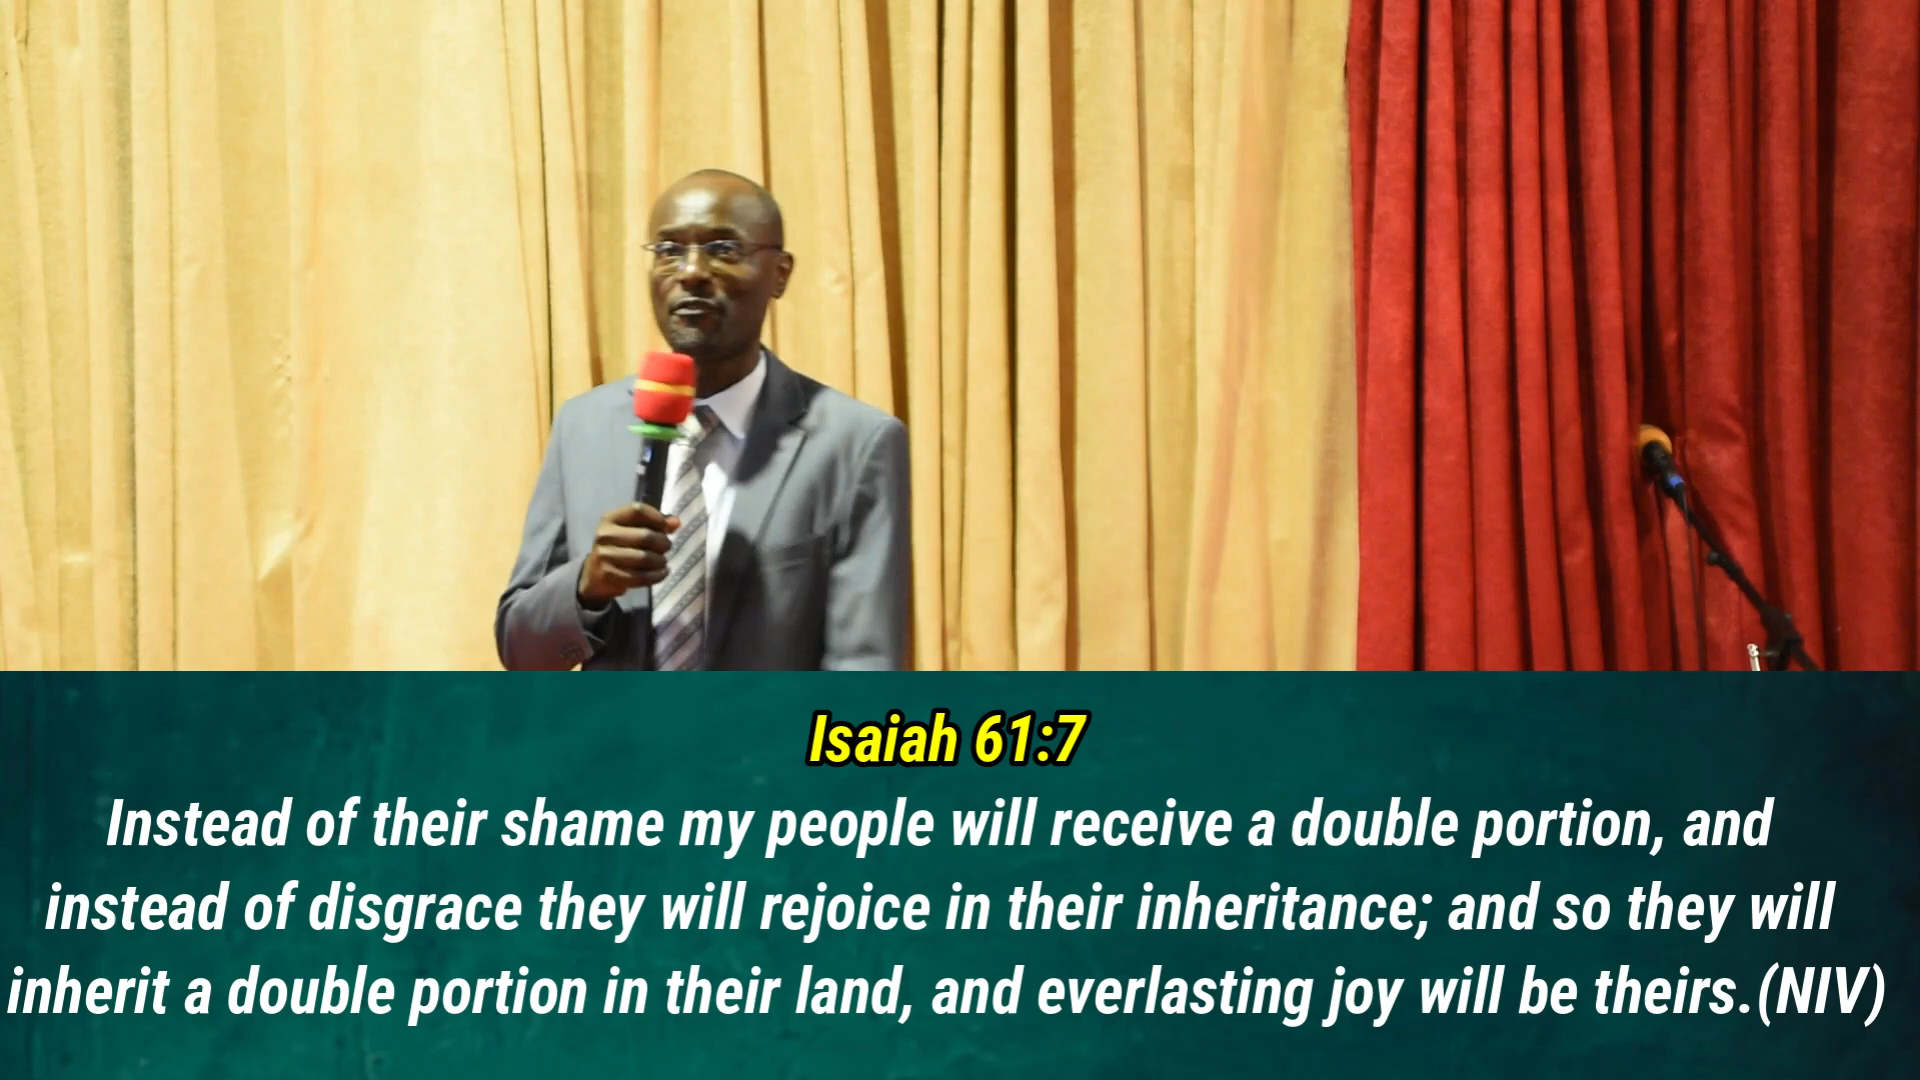 Isaiah 61:7
Instead of their shame my people will receive a double portion, and
instead of disgrace they will rejoice in their inheritance; and so they will
inherit a double portion in their land, and everlasting joy will be theirs.(NIV)